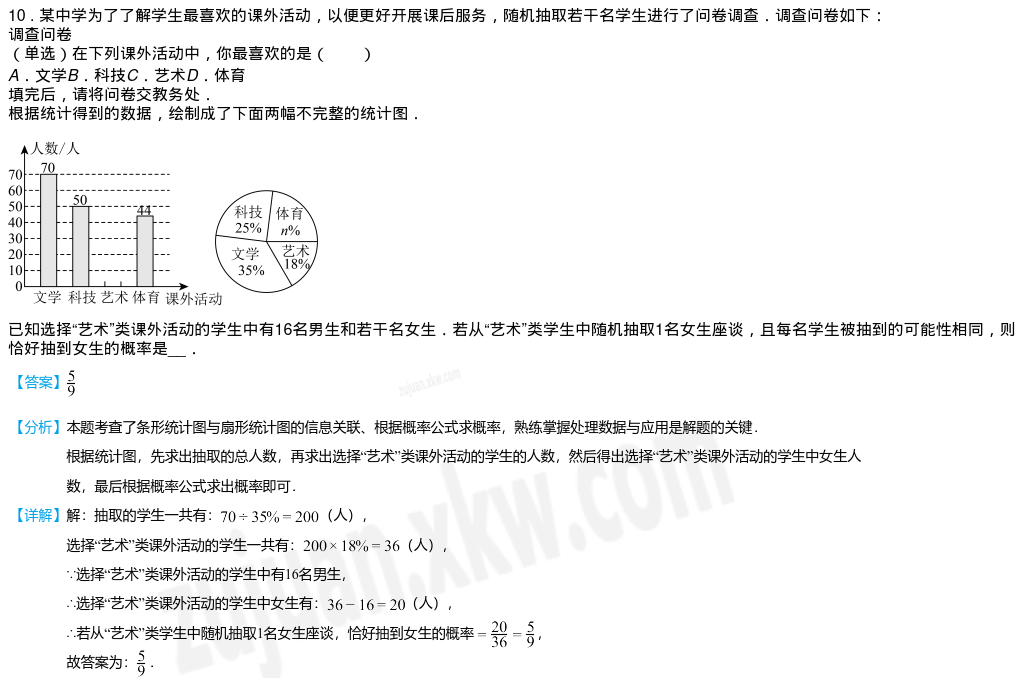 10．某中学为了了解学生最喜欢的课外活动，以便更好开展课后服务，随机抽取若干名学生进行了问卷调查．调查问卷如下：
调查问卷
（单选）在下列课外活动中，你最喜欢的是（　　）
A．文学B．科技C．艺术D．体育
填完后，请将问卷交教务处．
根据统计得到的数据，绘制成了下面两幅不完整的统计图．
人数/人
70
50
44
70
60
50
40
30
20
10
0
文学 科技 艺术 体育 课外活动
科技
25%
体育
n%
文学
35%
艺术
18%
已知选择“艺术”类课外活动的学生中有16名男生和若干名女生．若从“艺术”类学生中随机抽取1名女生座谈，且每名学生被抽到的可能性相同，则
恰好抽到女生的概率是__．
【答案】5/9
【分析】本题考查了条形统计图与扇形统计图的信息关联、根据概率公式求概率，熟练掌握处理数据与应用是解题的关键．
根据统计图，先求出抽取的总人数，再求出选择“艺术”类课外活动的学生的人数，然后得出选择“艺术”类课外活动的学生中女生人
数，最后根据概率公式求出概率即可．
【详解】解：抽取的学生一共有：70÷35%=200（人），
选择“艺术”类课外活动的学生一共有：200×18%=36（人），
∵选择“艺术”类课外活动的学生中有16名男生，
∴选择“艺术”类课外活动的学生中女生有：36−16=20（人），
∴若从“艺术”类学生中随机抽取1名女生座谈，恰好抽到女生的概率=20/36=5/9，
故答案为：5/9．
zujuan.xkw.com
zujuan.xkw.com